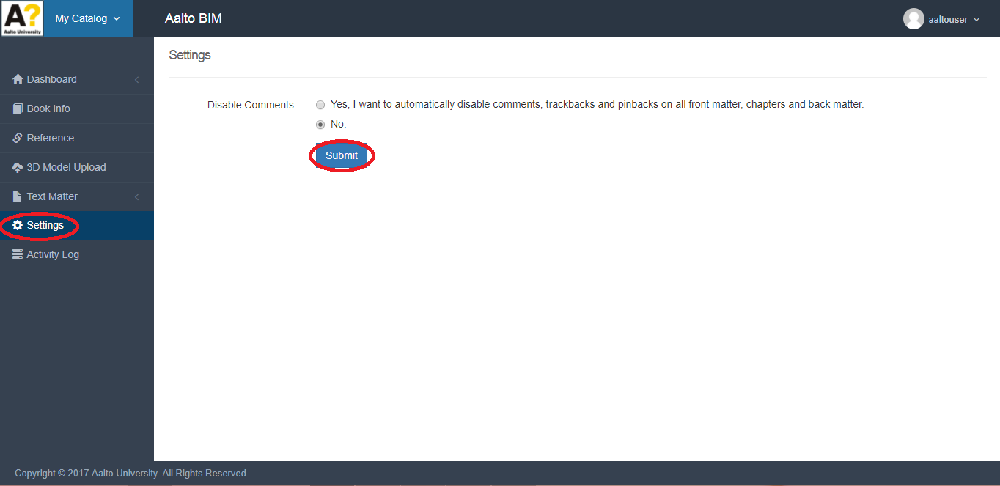 A?
Aalto University
My Catalog
Aalto BIM
aaltouser
Dashboard
Book Info
Reference
3D Model Upload
Text Matter
Settings
Activity Log
Settings
Disable Comments
Yes, I want to automatically disable comments, trackbacks and pinbacks on all front matter, chapters and back matter.
No.
Submit
Copyright © 2017 Aalto University. All Rights Reserved.